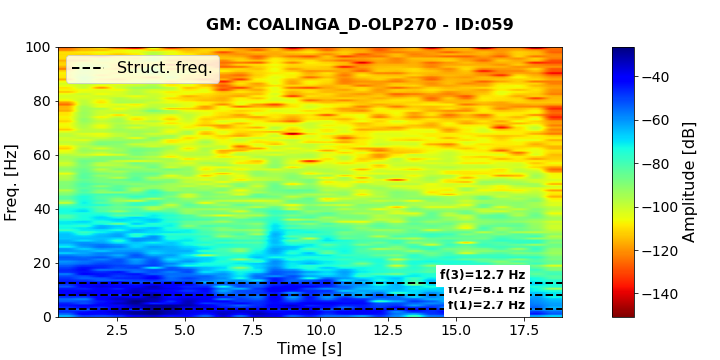 GM: COALINGA_D-OLP270 - ID:059
Struct. freq.
100
80
60
40
20
0
Freq. [Hz]
f(3)=12.7 Hz
f(2)=8.1 Hz
f(1)=2.7 Hz
2.5 5.0 7.5 10.0 12.5 15.0 17.5
Time [s]
−40
−60
−80
−100
−120
−140
Amplitude [dB]